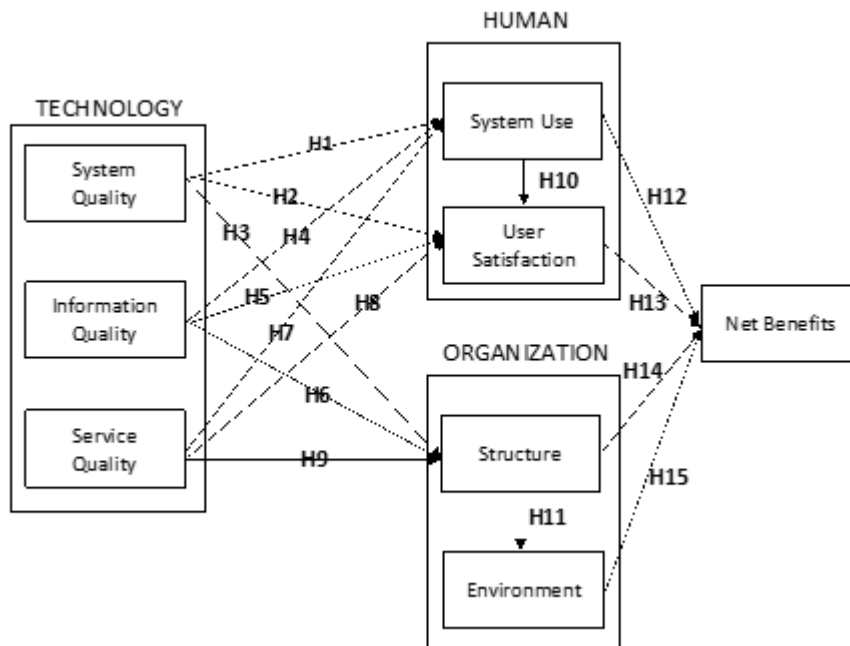 HUMAN
TECHNOLOGY
System
Quality
Information
Quality
Service
Quality
H1
H2
H3
H4
H5
H7
H8
H6
H9
System Use
H10
User
Satisfaction
ORGANIZATION
Structure
H11
Environment
H12
H13
H14
H15
Net Benefits